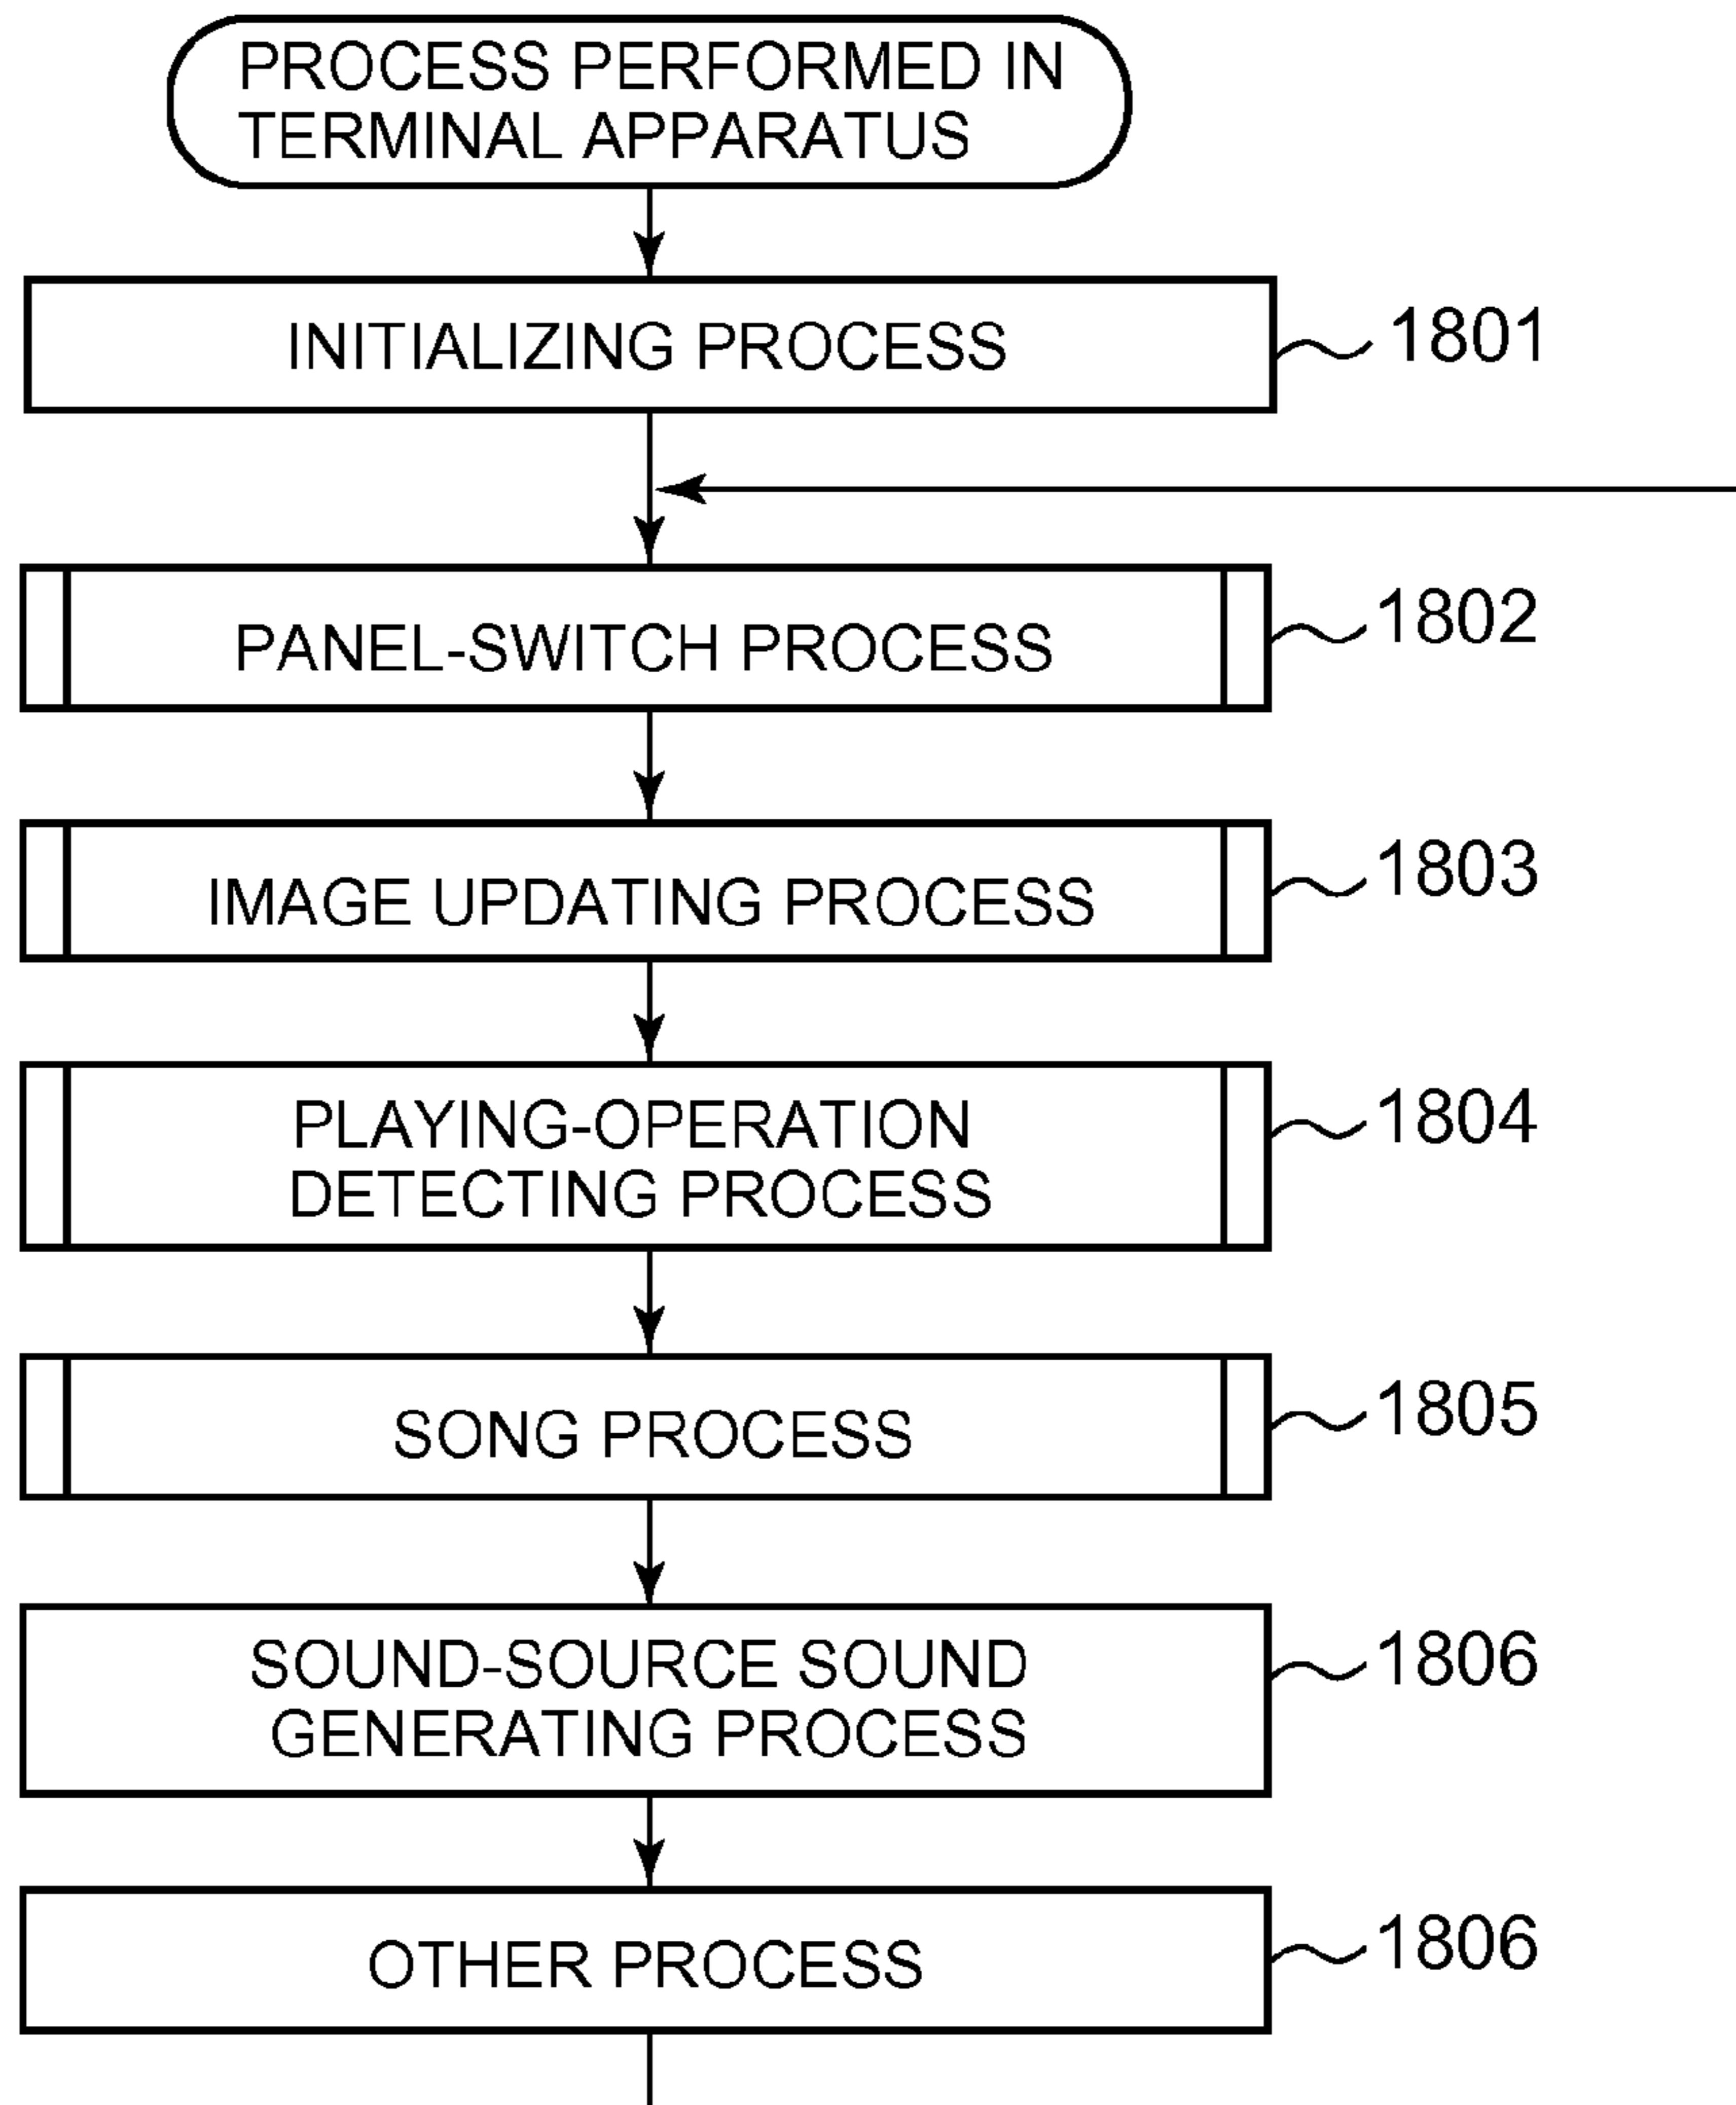 PROCESS PERFORMED IN
TERMINAL APPARATUS
INITIALIZING PROCESS
1801
PANEL-SWITCH PROCESS
1802
IMAGE UPDATING PROCESS
1803
PLAYING-OPERATION
DETECTING PROCESS
1804
SONG PROCESS
1805
SOUND-SOURCE SOUND
GENERATING PROCESS
1806
OTHER PROCESS
1806